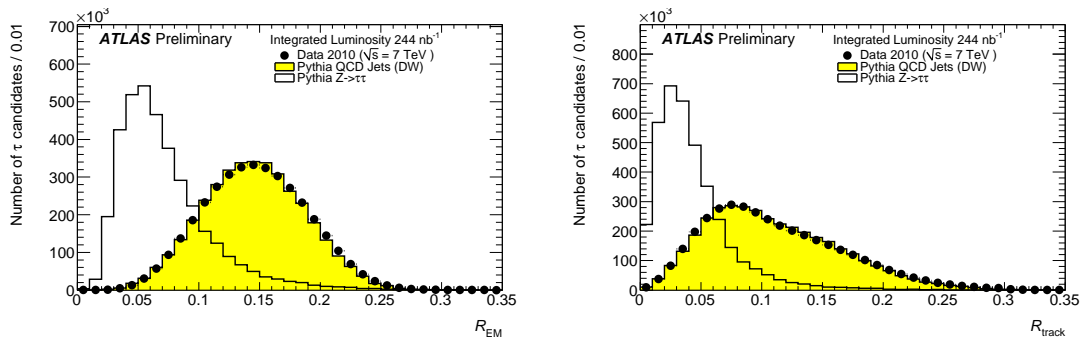 ×10³
ATLAS Preliminary
Integrated Luminosity 244 nb⁻¹
Data 2010 (√s = 7 TeV )
Pythia QCD Jets (DW)
Pythia Z->ττ
Number of τ candidates / 0.01
700
600
500
400
300
200
100
0
0 0.05 0.1 0.15 0.2 0.25 0.3 0.35
R_EM
×10³
ATLAS Preliminary
Integrated Luminosity 244 nb⁻¹
Data 2010 (√s = 7 TeV )
Pythia QCD Jets (DW)
Pythia Z->ττ
Number of τ candidates / 0.01
800
700
600
500
400
300
200
100
0
0 0.05 0.1 0.15 0.2 0.25 0.3 0.35
R_track